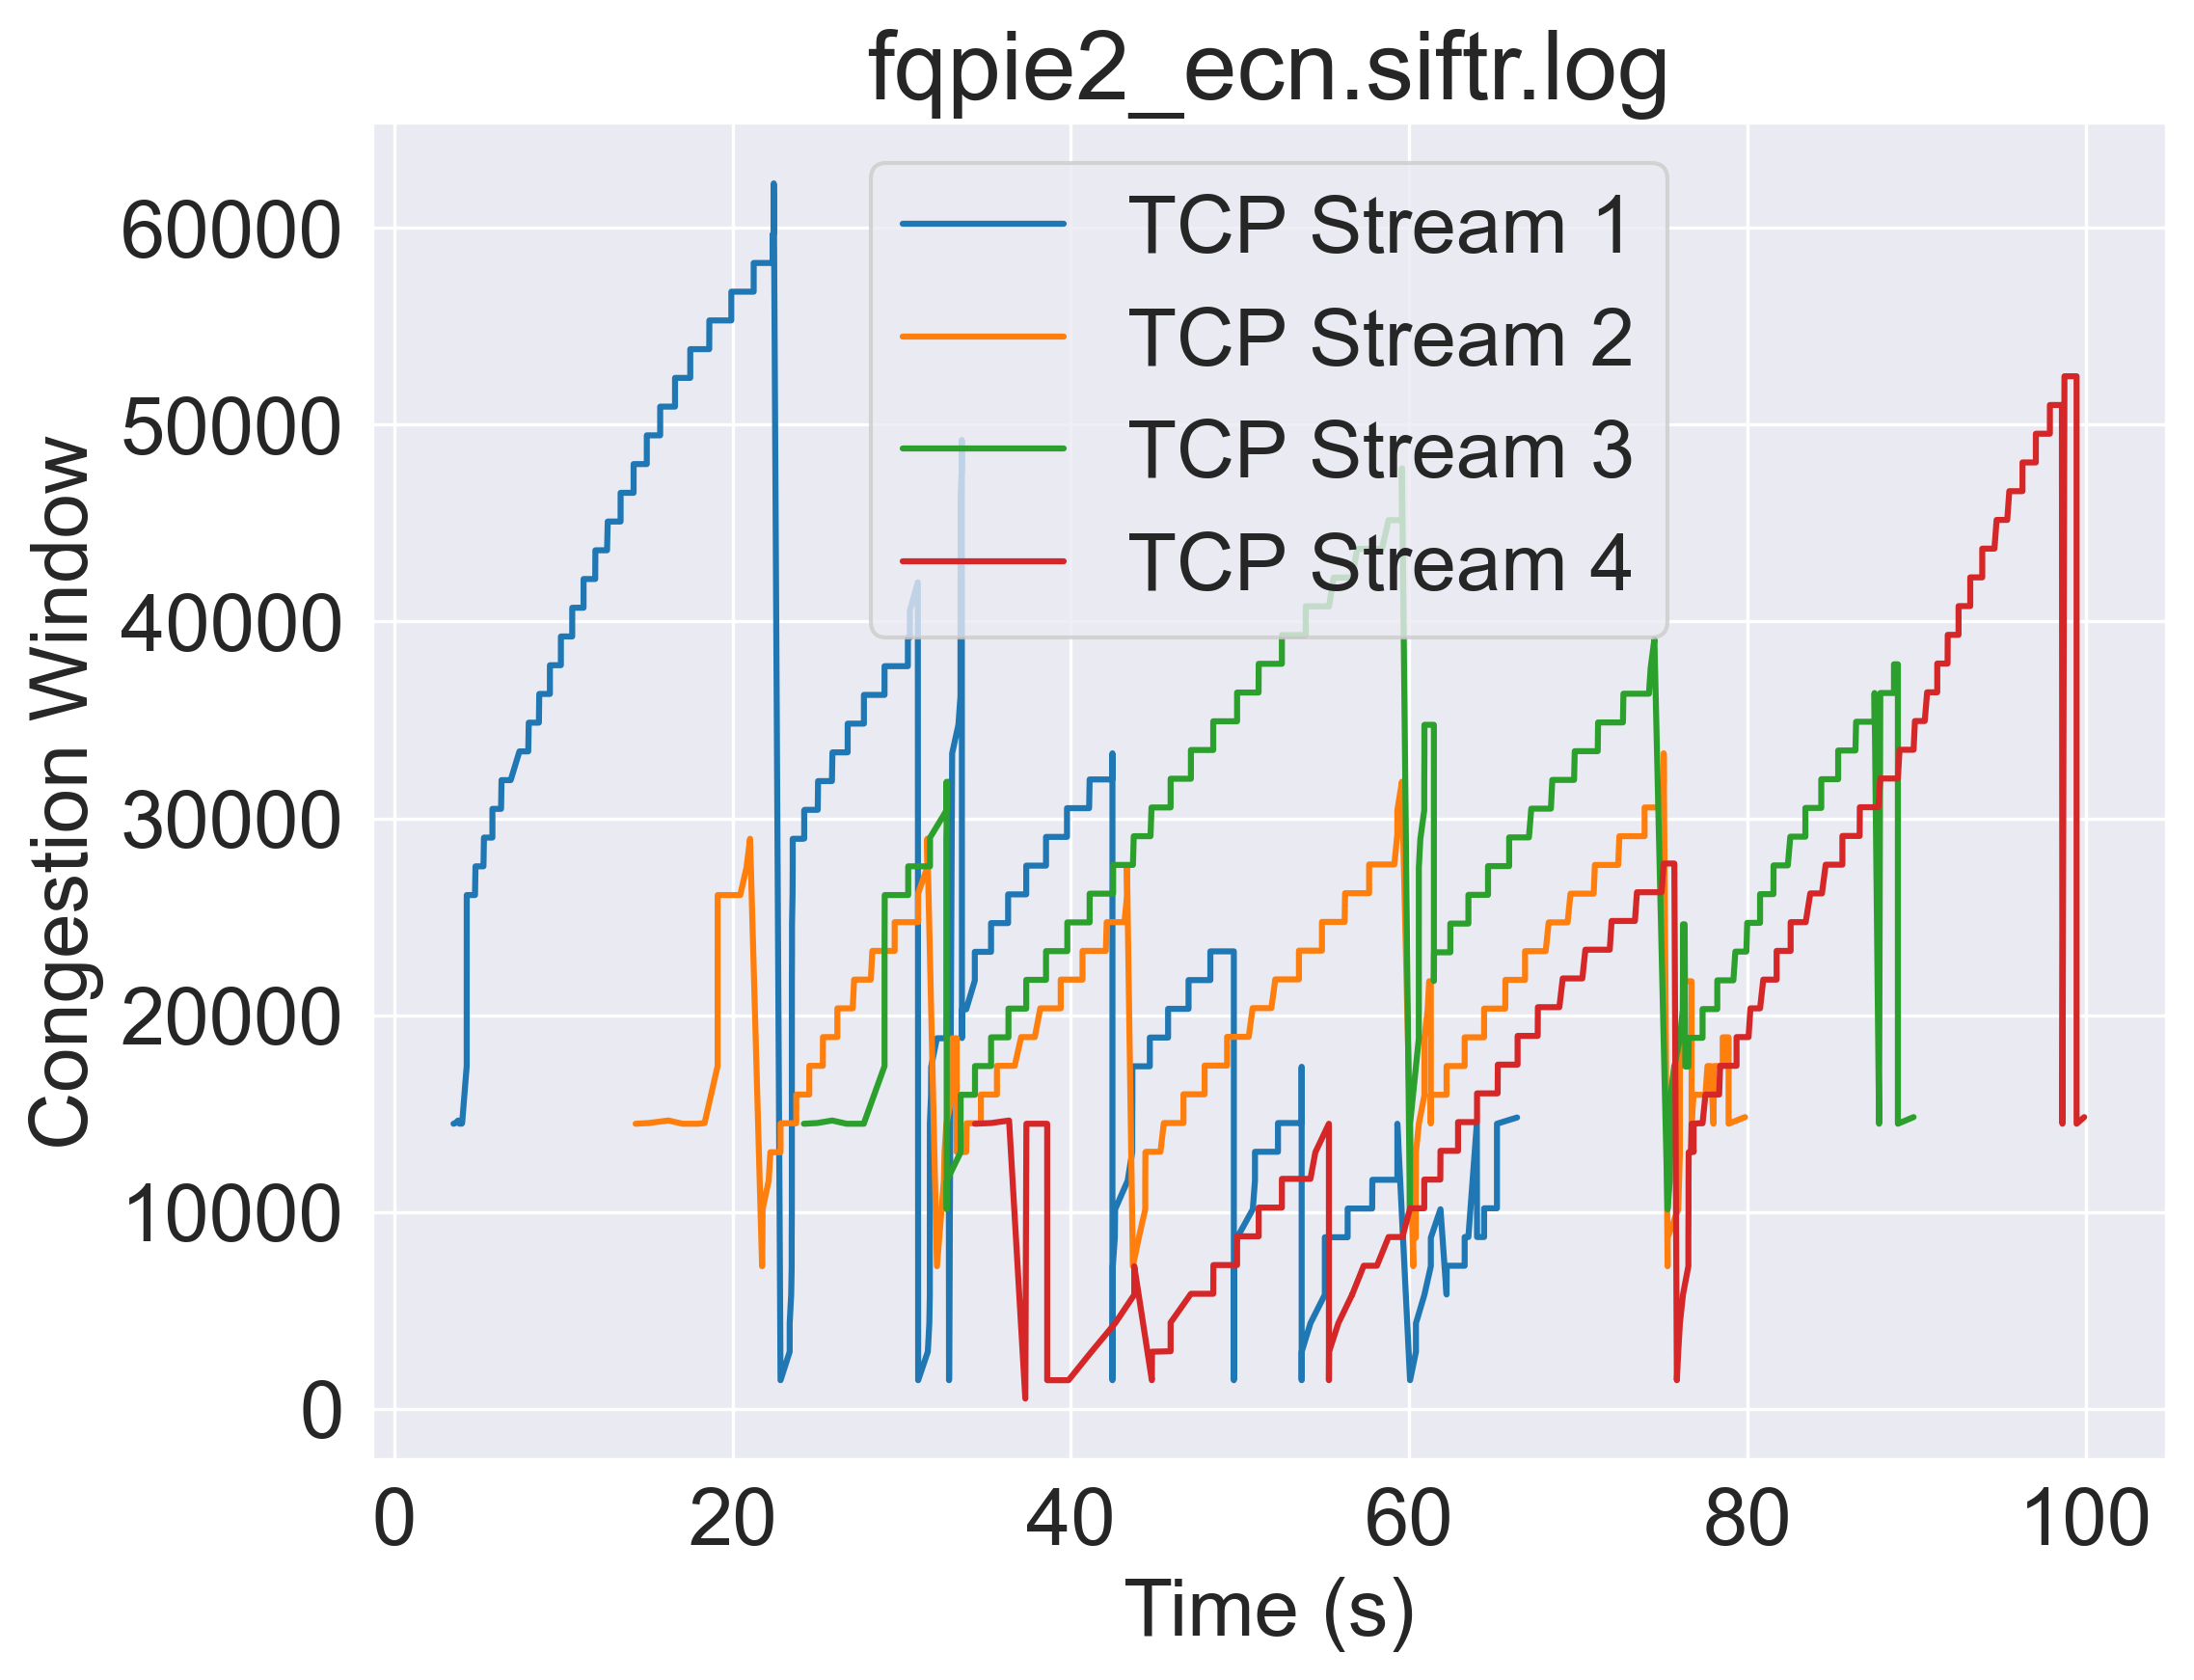 fqpie2_ecn.siftr.log
TCP Stream 1
TCP Stream 2
TCP Stream 3
TCP Stream 4
Congestion Window
60000
50000
40000
30000
20000
10000
0
0 20 40 60 80 100
Time (s)